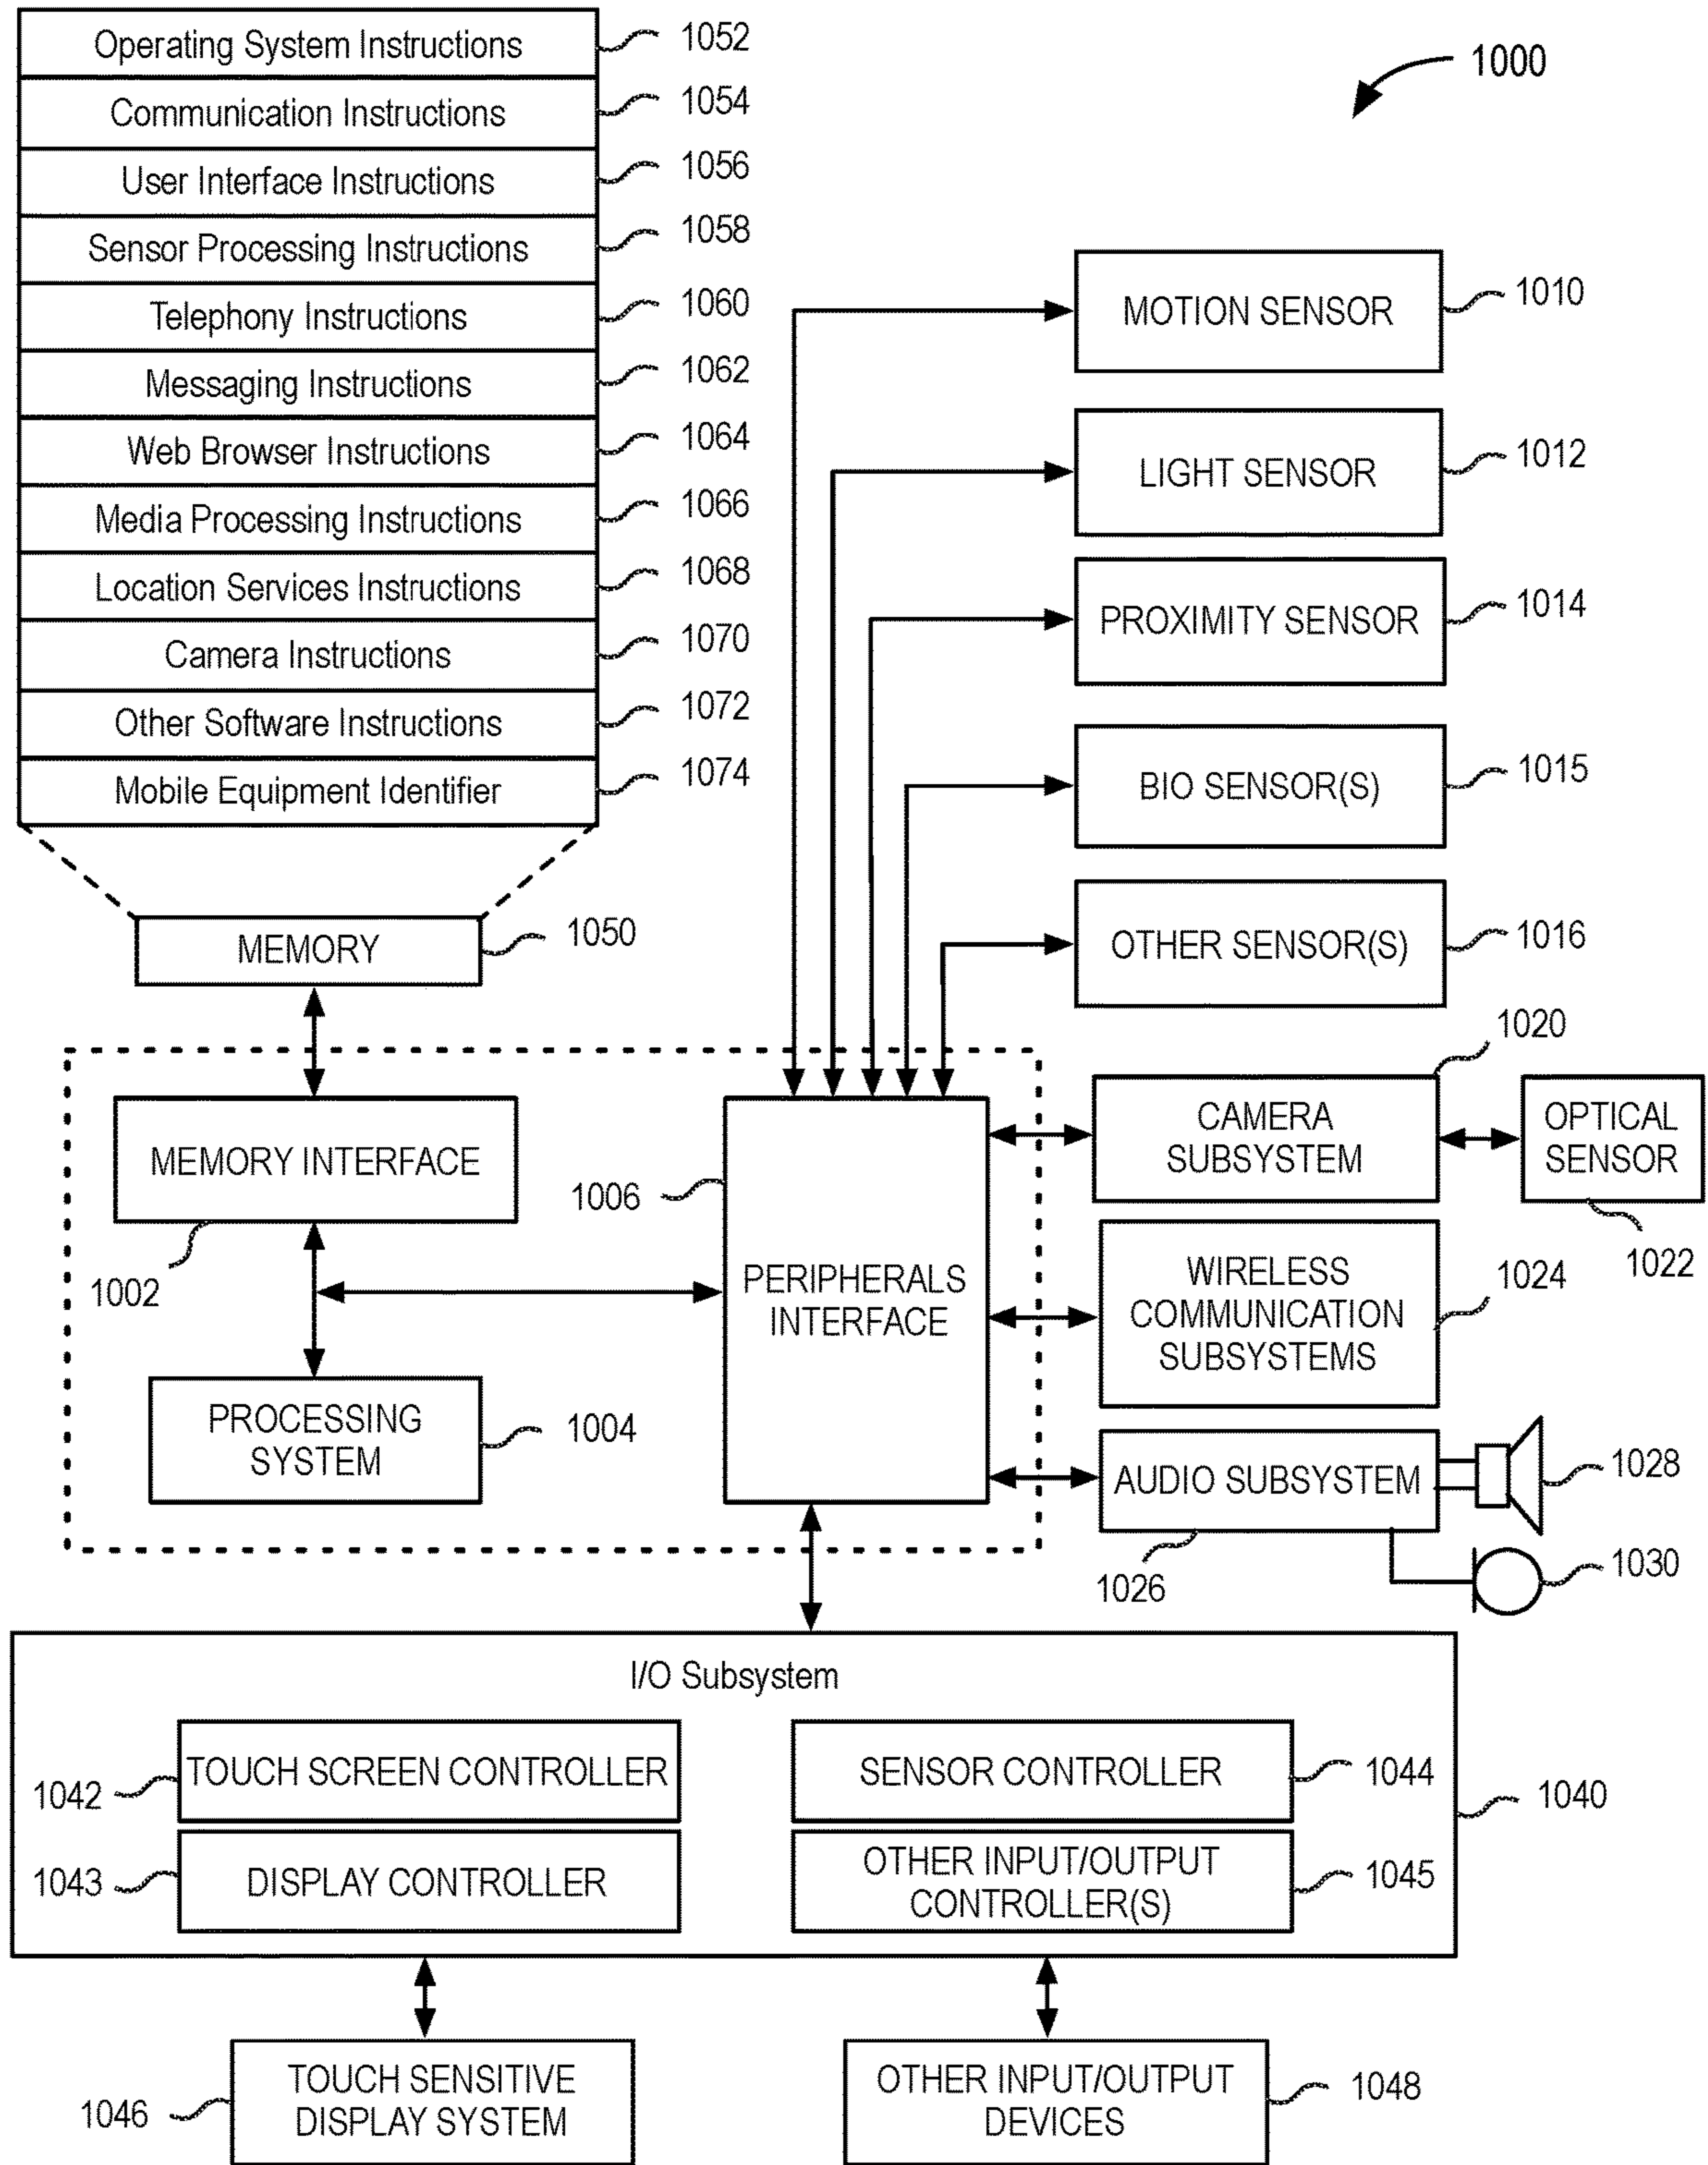 Operating System Instructions 1052
Communication Instructions 1054
User Interface Instructions 1056
Sensor Processing Instructions 1058
Telephony Instructions 1060
Messaging Instructions 1062
Web Browser Instructions 1064
Media Processing Instructions 1066
Location Services Instructions 1068
Camera Instructions 1070
Other Software Instructions 1072
Mobile Equipment Identifier 1074
MEMORY 1050
1000
MOTION SENSOR 1010
LIGHT SENSOR 1012
PROXIMITY SENSOR 1014
BIO SENSOR(S) 1015
OTHER SENSOR(S) 1016
MEMORY INTERFACE
1002
PROCESSING
SYSTEM
1004
1006
PERIPHERALS
INTERFACE
1020
CAMERA
SUBSYSTEM
OPTICAL
SENSOR
1022
WIRELESS
COMMUNICATION
SUBSYSTEMS
1024
AUDIO SUBSYSTEM
1026
1028
1030
I/O Subsystem
1040
1042 TOUCH SCREEN CONTROLLER
SENSOR CONTROLLER 1044
1043 DISPLAY CONTROLLER
OTHER INPUT/OUTPUT
CONTROLLER(S)
1045
TOUCH SENSITIVE
DISPLAY SYSTEM
1046
OTHER INPUT/OUTPUT
DEVICES
1048